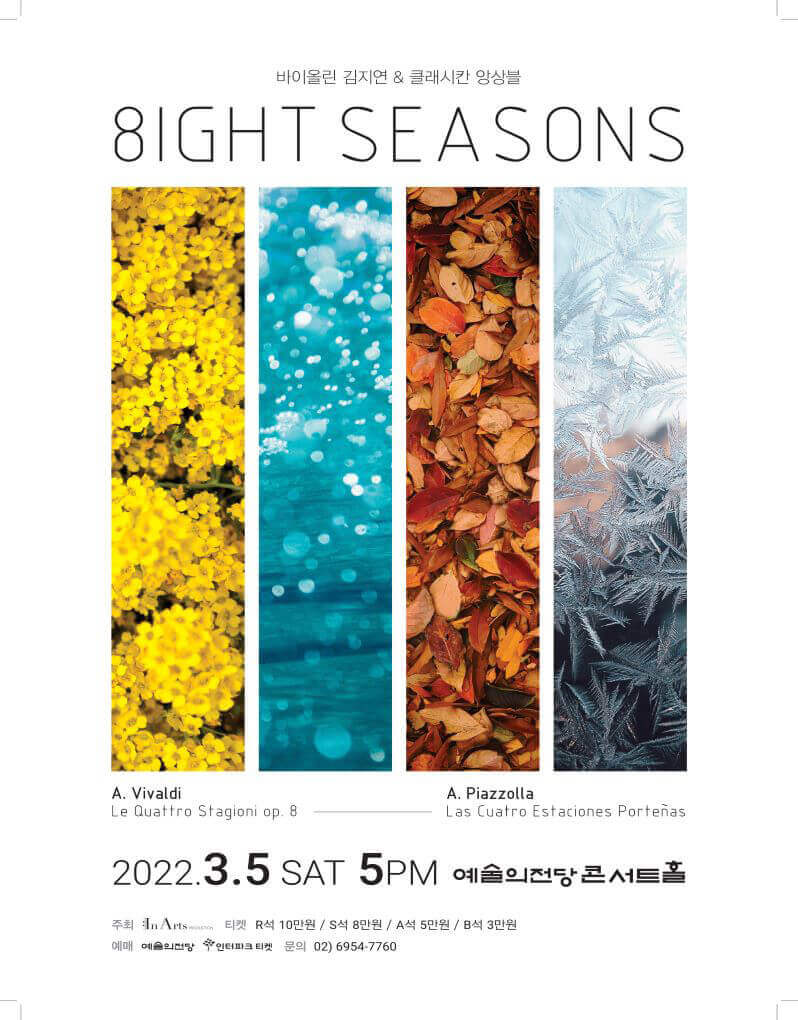 바이올린 김지연 & 클래시칸 앙상블
8IGHT SEASONS
A. Vivaldi
Le Quattro Stagioni op. 8
A. Piazzolla
Las Cuatro Estaciones Porteñas
2022.3.5 SAT 5PM 예술의전당 콘서트홀
주최 In Arts PRODUCTION 티켓 R석 10만원 / S석 8만원 / A석 5만원 / B석 3만원
예매 예술의전당 인터파크 티켓 문의 02) 6954-7760